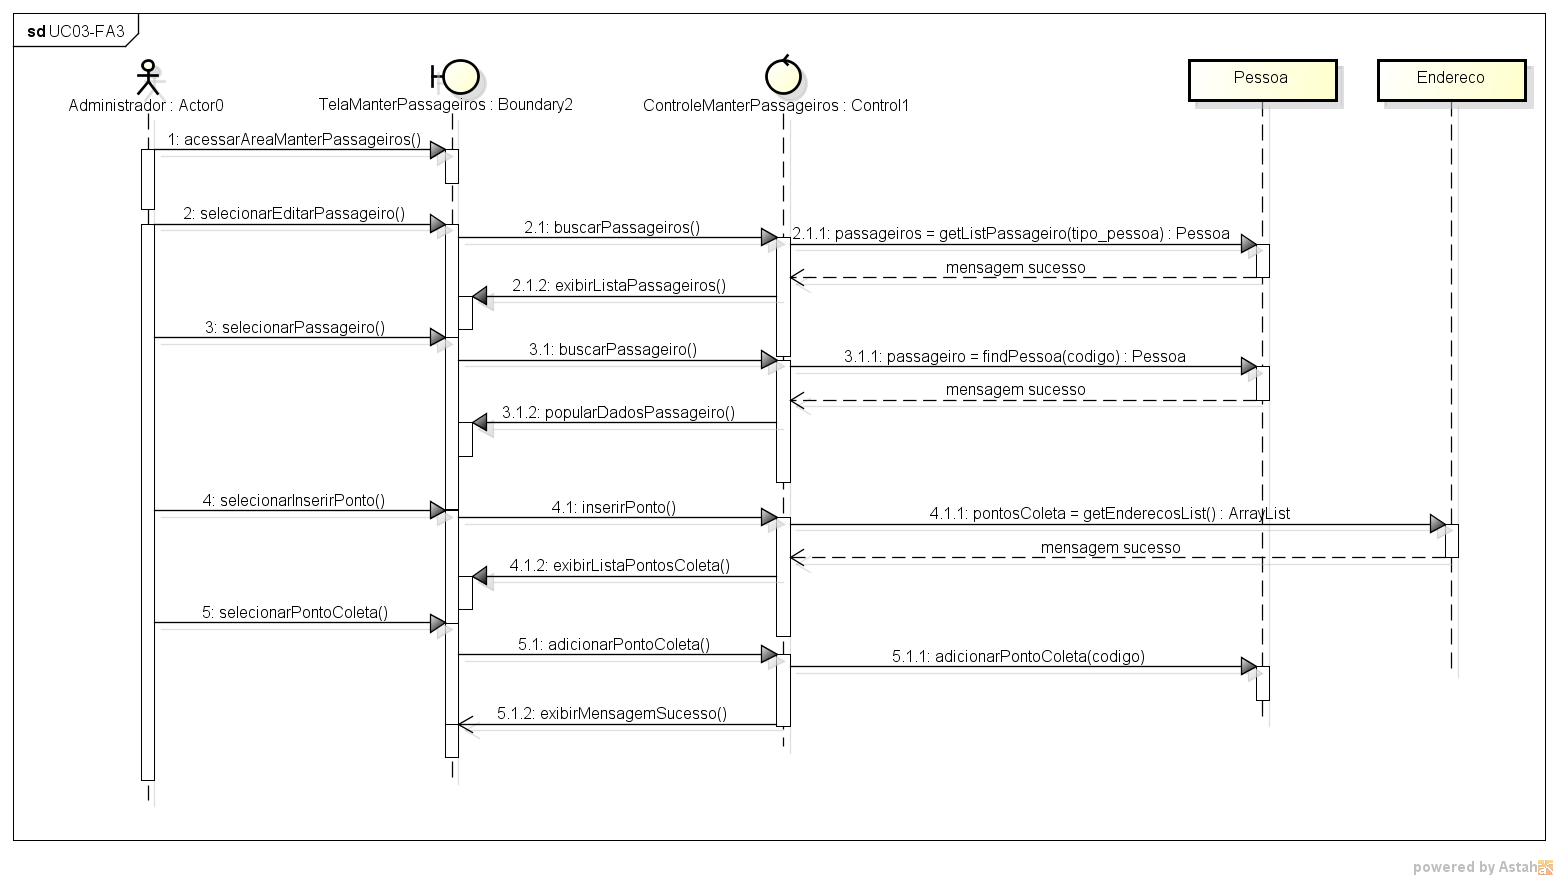 sd UC03-FA3
Administrador : Actor0
TelaManterPassageiros : Boundary2
ControleManterPassageiros : Control1
Pessoa
Endereco
1: acessarAreaManterPassageiros()
2: selecionarEditarPassageiro()
2.1: buscarPassageiros()
2.1.1: passageiros = getListPassageiro(tipo_pessoa) : Pessoa
mensagem sucesso
2.1.2: exibirListaPassageiros()
3: selecionarPassageiro()
3.1: buscarPassageiro()
3.1.1: passageiro = findPessoa(codigo) : Pessoa
mensagem sucesso
3.1.2: popularDadosPassageiro()
4: selecionarInserirPonto()
4.1: inserirPonto()
4.1.1: pontosColeta = getEnderecosList() : ArrayList
mensagem sucesso
4.1.2: exibirListaPontosColeta()
5: selecionarPontoColeta()
5.1: adicionarPontoColeta()
5.1.1: adicionarPontoColeta(codigo)
5.1.2: exibirMensagemSucesso()
powered by Astah